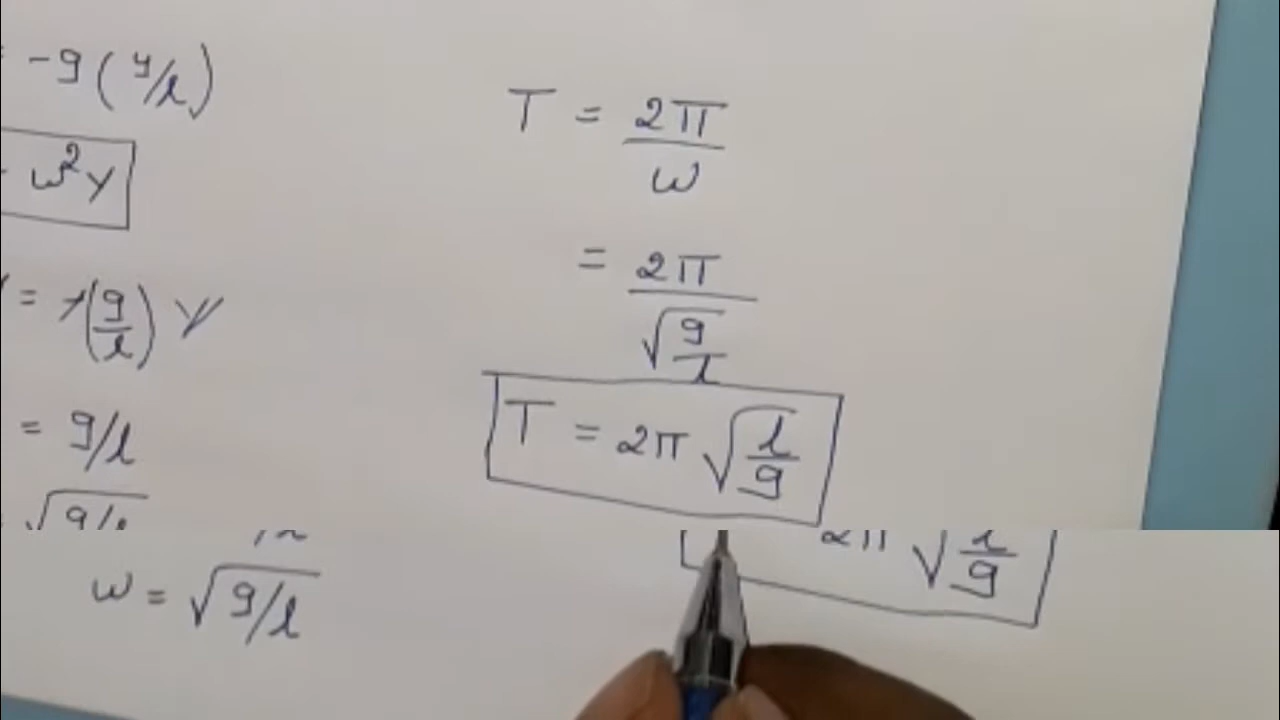 = -g (y/l)
- ω²y
= -(g/l) y
= g/l
= √g/l
T = 2π/ω
= 2π/√(g/l)
T = 2π √(l/g)
ω = √g/l
2π √(l/g)